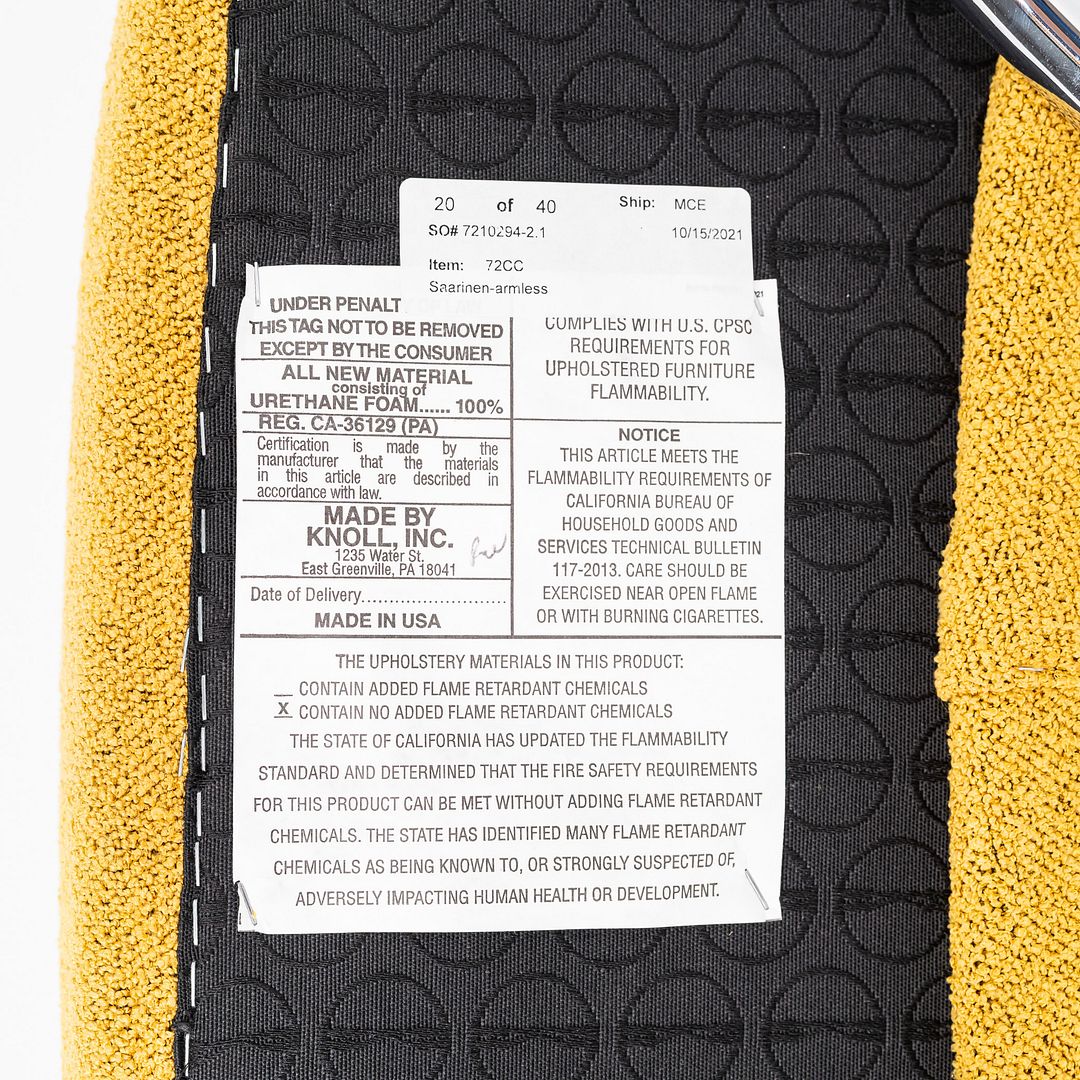 20 of 40 Ship: MCE
SO# 7210294-2.1 10/15/2021
Item: 72CC
Saarinen-armless
UNDER PENALT
THIS TAG NOT TO BE REMOVED
EXCEPT BY THE CONSUMER
ALL NEW MATERIAL
consisting of
URETHANE FOAM...... 100%
REG. CA-36129 (PA)
Certification is made by the
manufacturer that the materials
in this article are described in
accordance with law.
MADE BY
KNOLL, INC.
1235 Water St.
East Greenville, PA 18041
Date of Delivery........................
MADE IN USA
COMPLIES WITH U.S. CPSC
REQUIREMENTS FOR
UPHOLSTERED FURNITURE
FLAMMABILITY.
NOTICE
THIS ARTICLE MEETS THE
FLAMMABILITY REQUIREMENTS OF
CALIFORNIA BUREAU OF
HOUSEHOLD GOODS AND
SERVICES TECHNICAL BULLETIN
117-2013. CARE SHOULD BE
EXERCISED NEAR OPEN FLAME
OR WITH BURNING CIGARETTES.
THE UPHOLSTERY MATERIALS IN THIS PRODUCT:
__ CONTAIN ADDED FLAME RETARDANT CHEMICALS
X CONTAIN NO ADDED FLAME RETARDANT CHEMICALS
THE STATE OF CALIFORNIA HAS UPDATED THE FLAMMABILITY
STANDARD AND DETERMINED THAT THE FIRE SAFETY REQUIREMENTS
FOR THIS PRODUCT CAN BE MET WITHOUT ADDING FLAME RETARDANT
CHEMICALS. THE STATE HAS IDENTIFIED MANY FLAME RETARDANT
CHEMICALS AS BEING KNOWN TO, OR STRONGLY SUSPECTED OF,
ADVERSELY IMPACTING HUMAN HEALTH OR DEVELOPMENT.